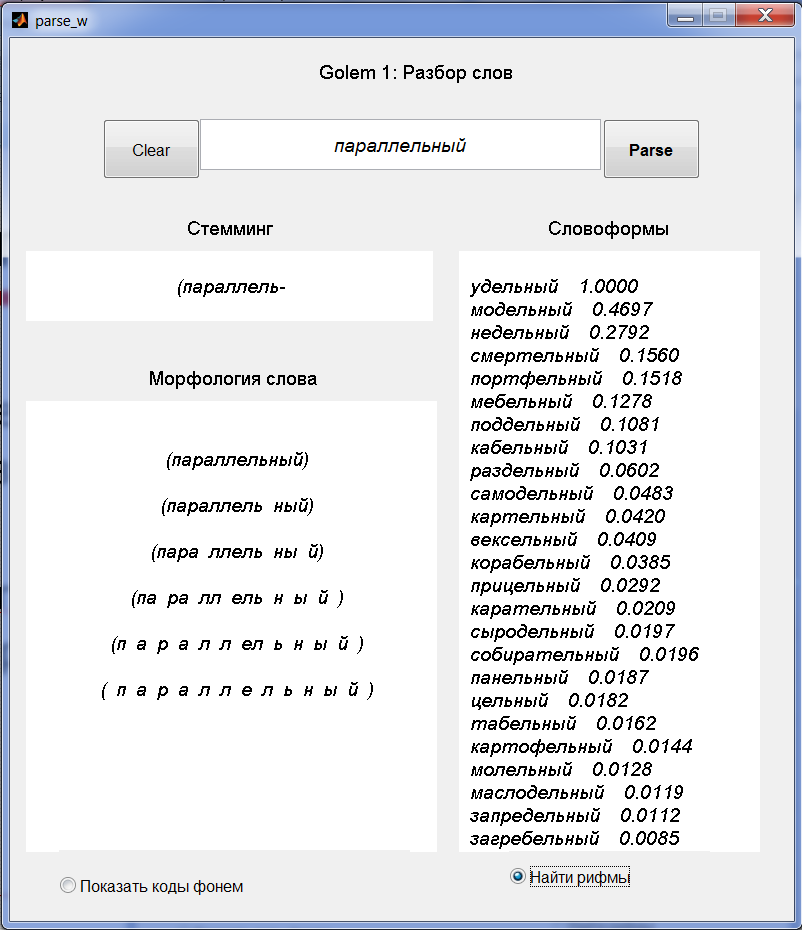 parse_w
Golem 1: Разбор слов
Clear
параллельный
Parse
Стемминг
(параллель-
Морфология слова
(параллельный)
(параллель ный)
(пара ллель ны й)
(па ра лл ель н ы й )
(п а р а л л ел ь н ы й )
( п а р а л л е л ь н ы й )
Показать коды фонем
Словоформы
удельный 1.0000
модельный 0.4697
недельный 0.2792
смертельный 0.1560
портфельный 0.1518
мебельный 0.1278
поддельный 0.1081
кабельный 0.1031
раздельный 0.0602
самодельный 0.0483
картельный 0.0420
вексельный 0.0409
корабельный 0.0385
прицельный 0.0292
карательный 0.0209
сыродельный 0.0197
собирательный 0.0196
панельный 0.0187
цельный 0.0182
табельный 0.0162
картофельный 0.0144
молельный 0.0128
маслодельный 0.0119
запредельный 0.0112
загребельный 0.0085
Найти рифмы